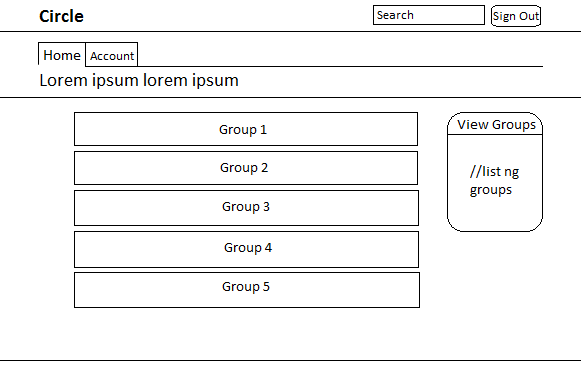 Circle
Search
Sign Out
Home
Account
Lorem ipsum lorem ipsum
Group 1
Group 2
Group 3
Group 4
Group 5
View Groups
//list ng
groups